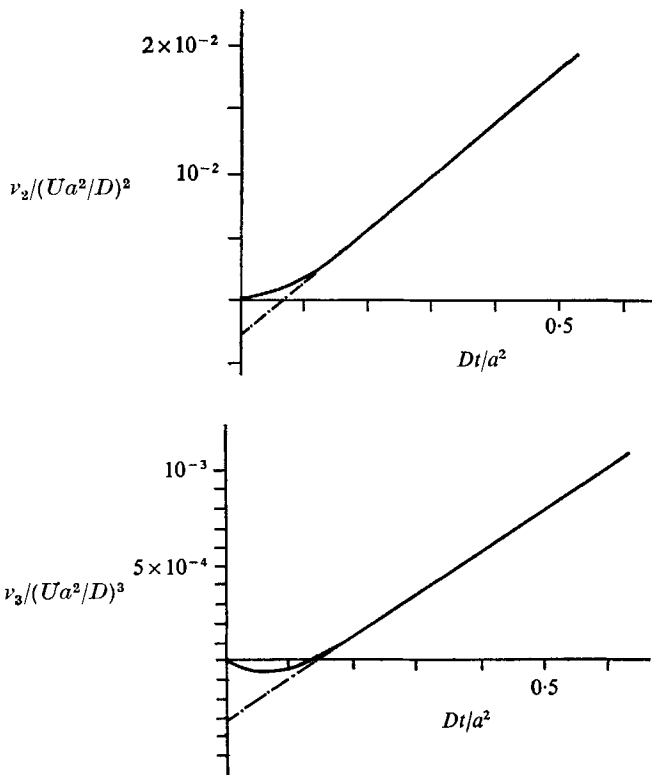 2×10⁻²
10⁻²
ν₂/(Ua²/D)²
0·5
Dt/a²
10⁻³
5×10⁻⁴
ν₃/(Ua²/D)³
0·5
Dt/a²